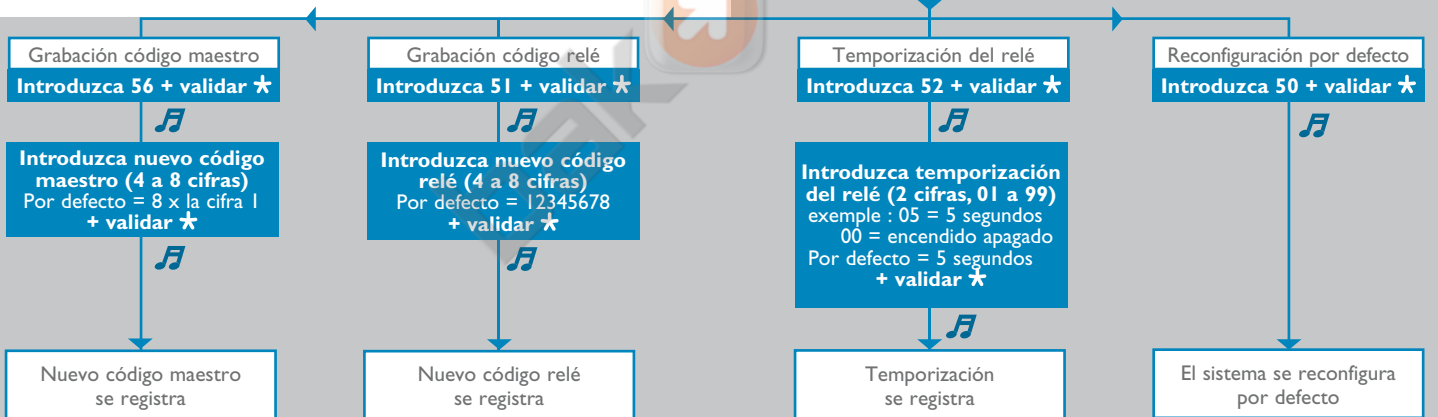 Grabación código maestro
Introduzca 56 + validar *
Introduzca nuevo código
maestro (4 a 8 cifras)
Por defecto = 8 x la cifra 1
+ validar *
Nuevo código maestro
se registra
Grabación código relé
Introduzca 51 + validar *
Introduzca nuevo código
relé (4 a 8 cifras)
Por defecto = 12345678
+ validar *
Nuevo código relé
se registra
Temporización del relé
Introduzca 52 + validar *
Introduzca temporización
del relé (2 cifras, 01 a 99)
exemple : 05 = 5 segundos
00 = encendido apagado
Por defecto = 5 segundos
+ validar *
Temporización
se registra
Reconfiguración por defecto
Introduzca 50 + validar *
El sistema se reconfigura
por defecto